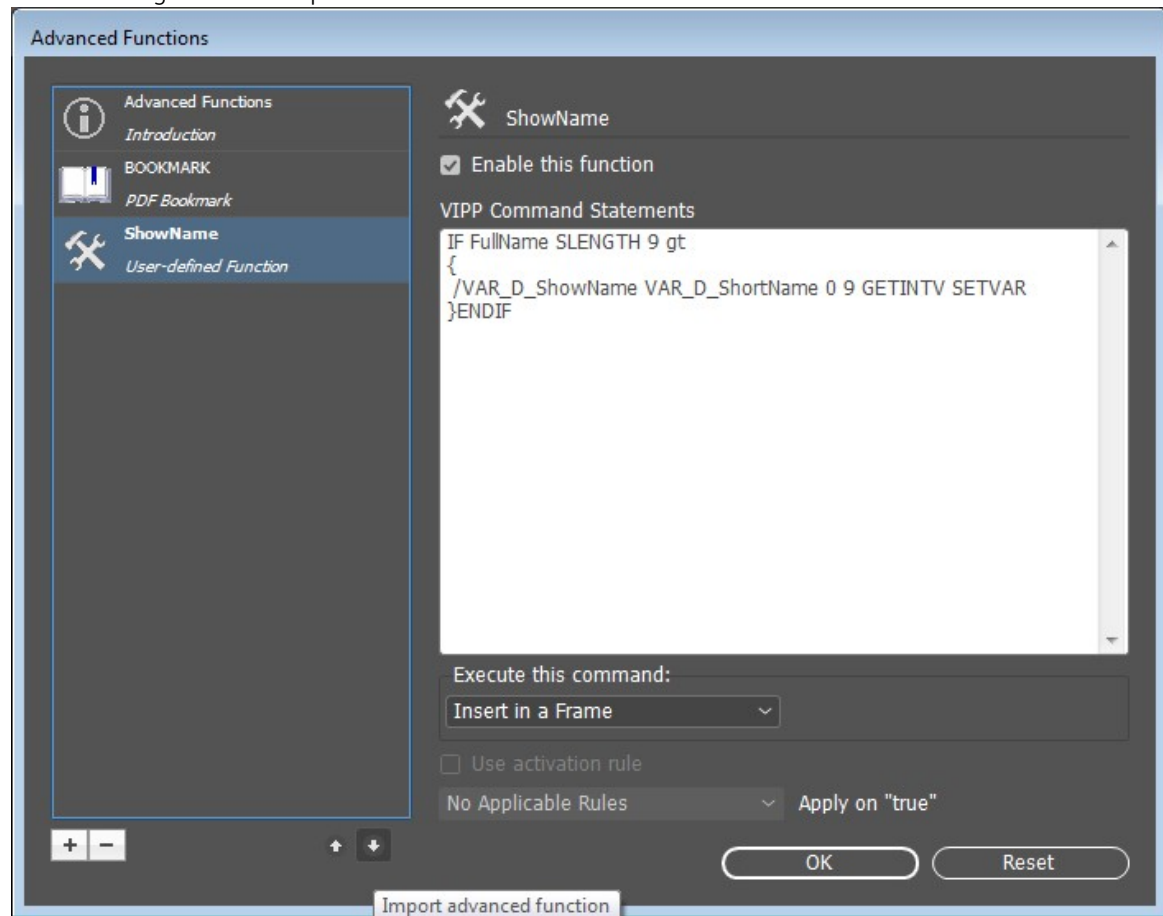 Advanced Functions
Advanced Functions
Introduction
BOOKMARK
PDF Bookmark
ShowName
User-defined Function
ShowName
Enable this function
VIPP Command Statements
IF FullName SLENGTH 9 gt
{
/VAR_D_ShowName VAR_D_ShortName 0 9 GETINTV SETVAR
}ENDIF
Execute this command:
Insert in a Frame
Use activation rule
No Applicable Rules
Apply on "true"
+ -
OK
Reset
Import advanced function